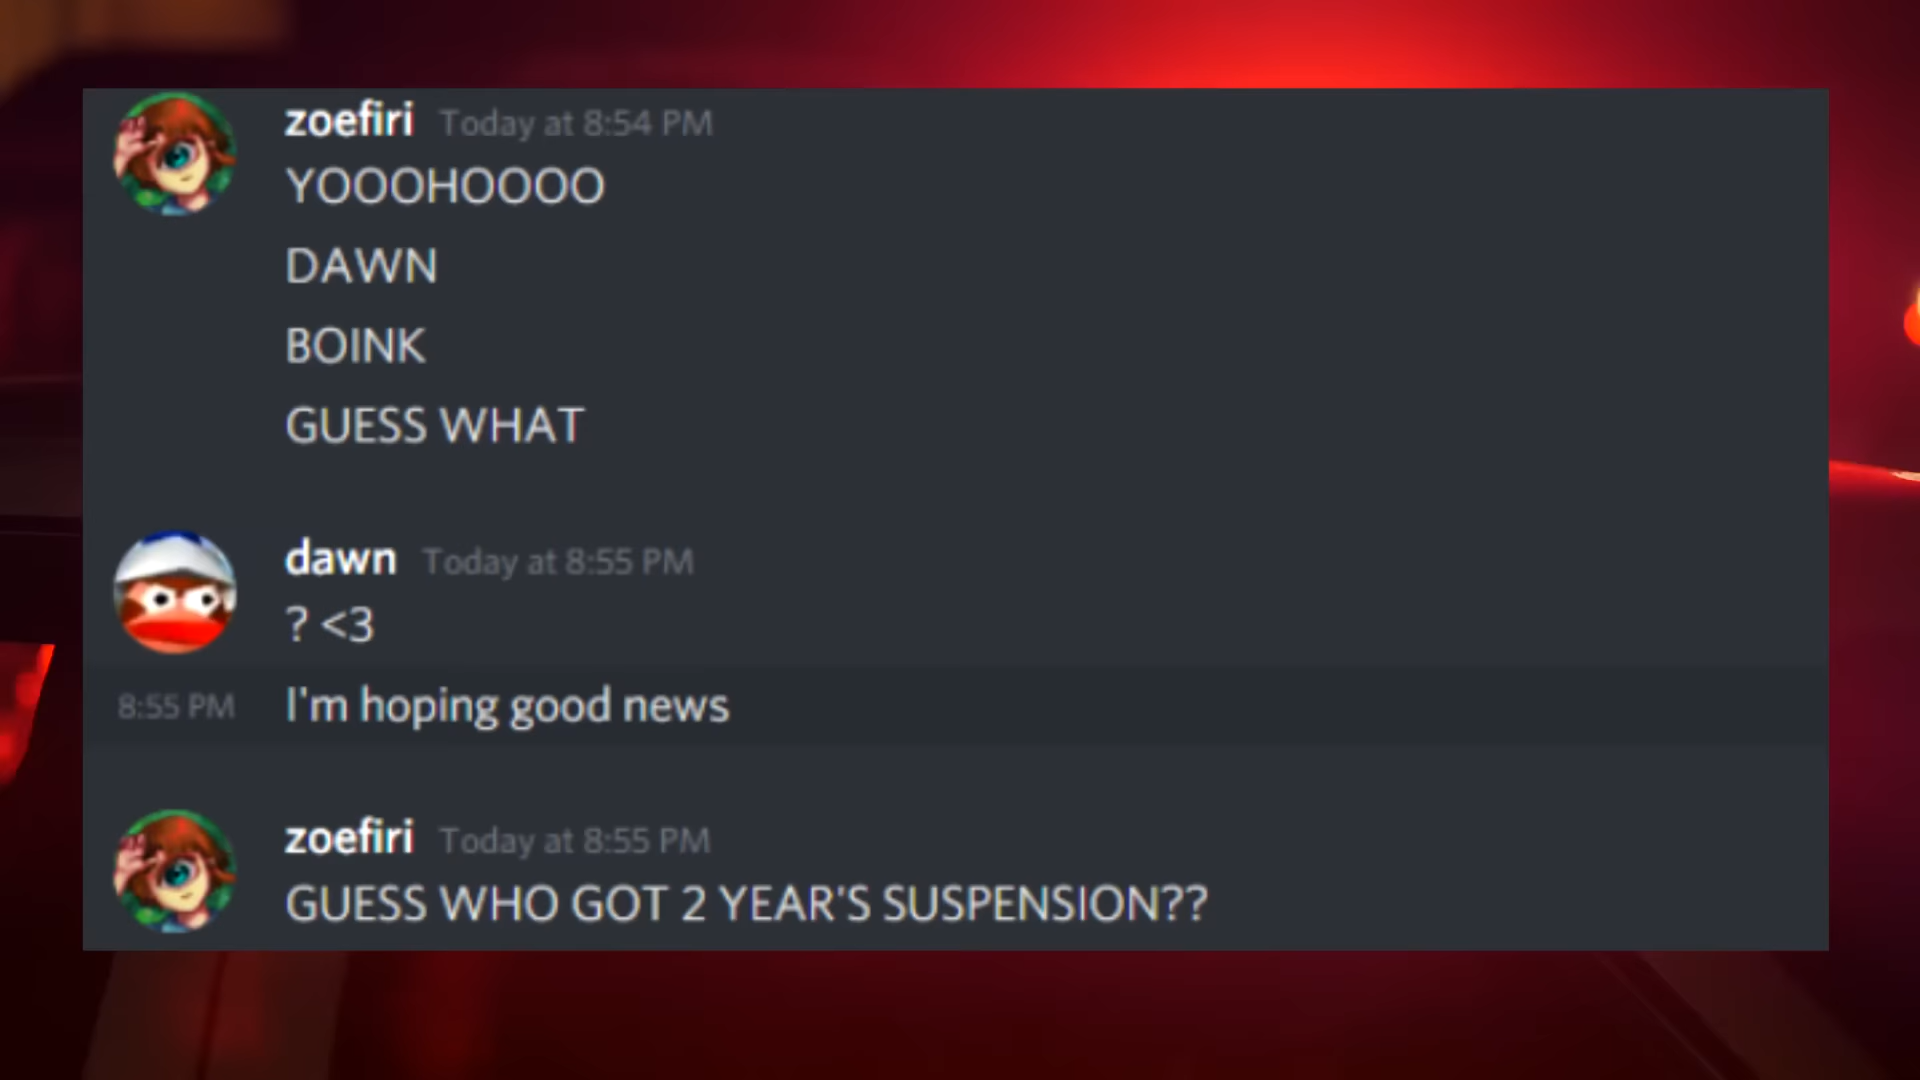 zoefiri Today at 8:54 PM
YOOOHOOOO
DAWN
BOINK
GUESS WHAT
dawn Today at 8:55 PM
? <3
8:55 PM I'm hoping good news
zoefiri Today at 8:55 PM
GUESS WHO GOT 2 YEAR'S SUSPENSION??